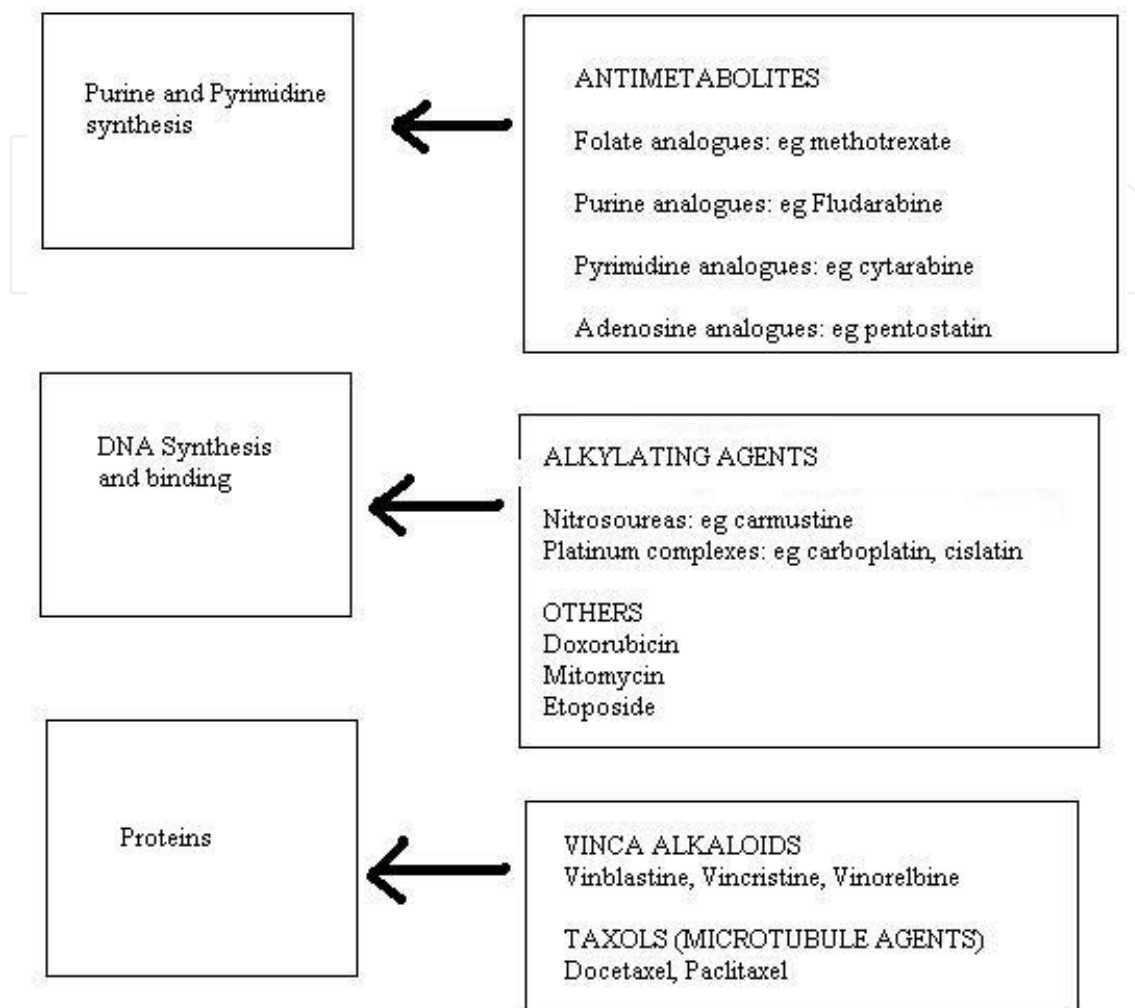 Purine and Pyrimidine
synthesis
ANTIMETABOLITES
Folate analogues: eg methotrexate
Purine analogues: eg Fludarabine
Pyrimidine analogues: eg cytarabine
Adenosine analogues: eg pentostatin
DNA Synthesis
and binding
ALKYLATING AGENTS
Nitrosoureas: eg carmustine
Platinum complexes: eg carboplatin, cislatin
OTHERS
Doxorubicin
Mitomycin
Etoposide
Proteins
VINCA ALKALOIDS
Vinblastine, Vincristine, Vinorelbine
TAXOLS (MICROTUBULE AGENTS)
Docetaxel, Paclitaxel